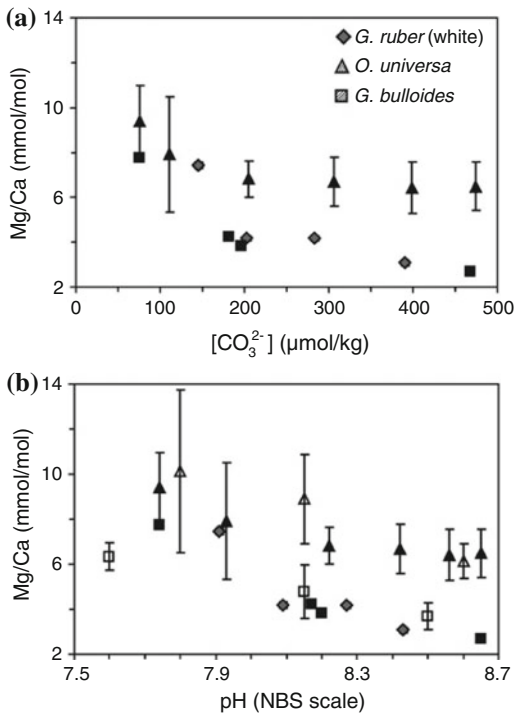 (a)
14
10
6
2
Mg/Ca (mmol/mol)
G. ruber (white)
O. universa
G. bulloides
0 100 200 300 400 500
[CO₃²⁻] (µmol/kg)
(b)
14
10
6
2
Mg/Ca (mmol/mol)
7.5 7.9 8.3 8.7
pH (NBS scale)